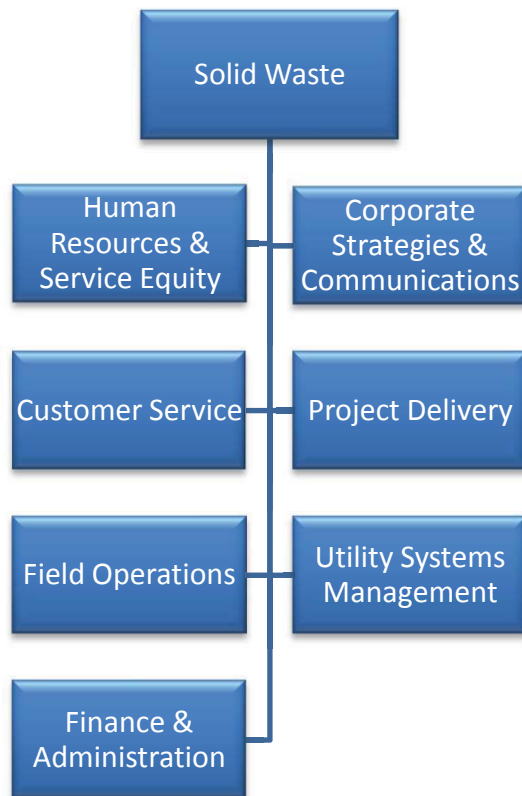 Solid Waste
Human
Resources &
Service Equity
Corporate
Strategies &
Communications
Customer Service
Project Delivery
Field Operations
Utility Systems
Management
Finance &
Administration